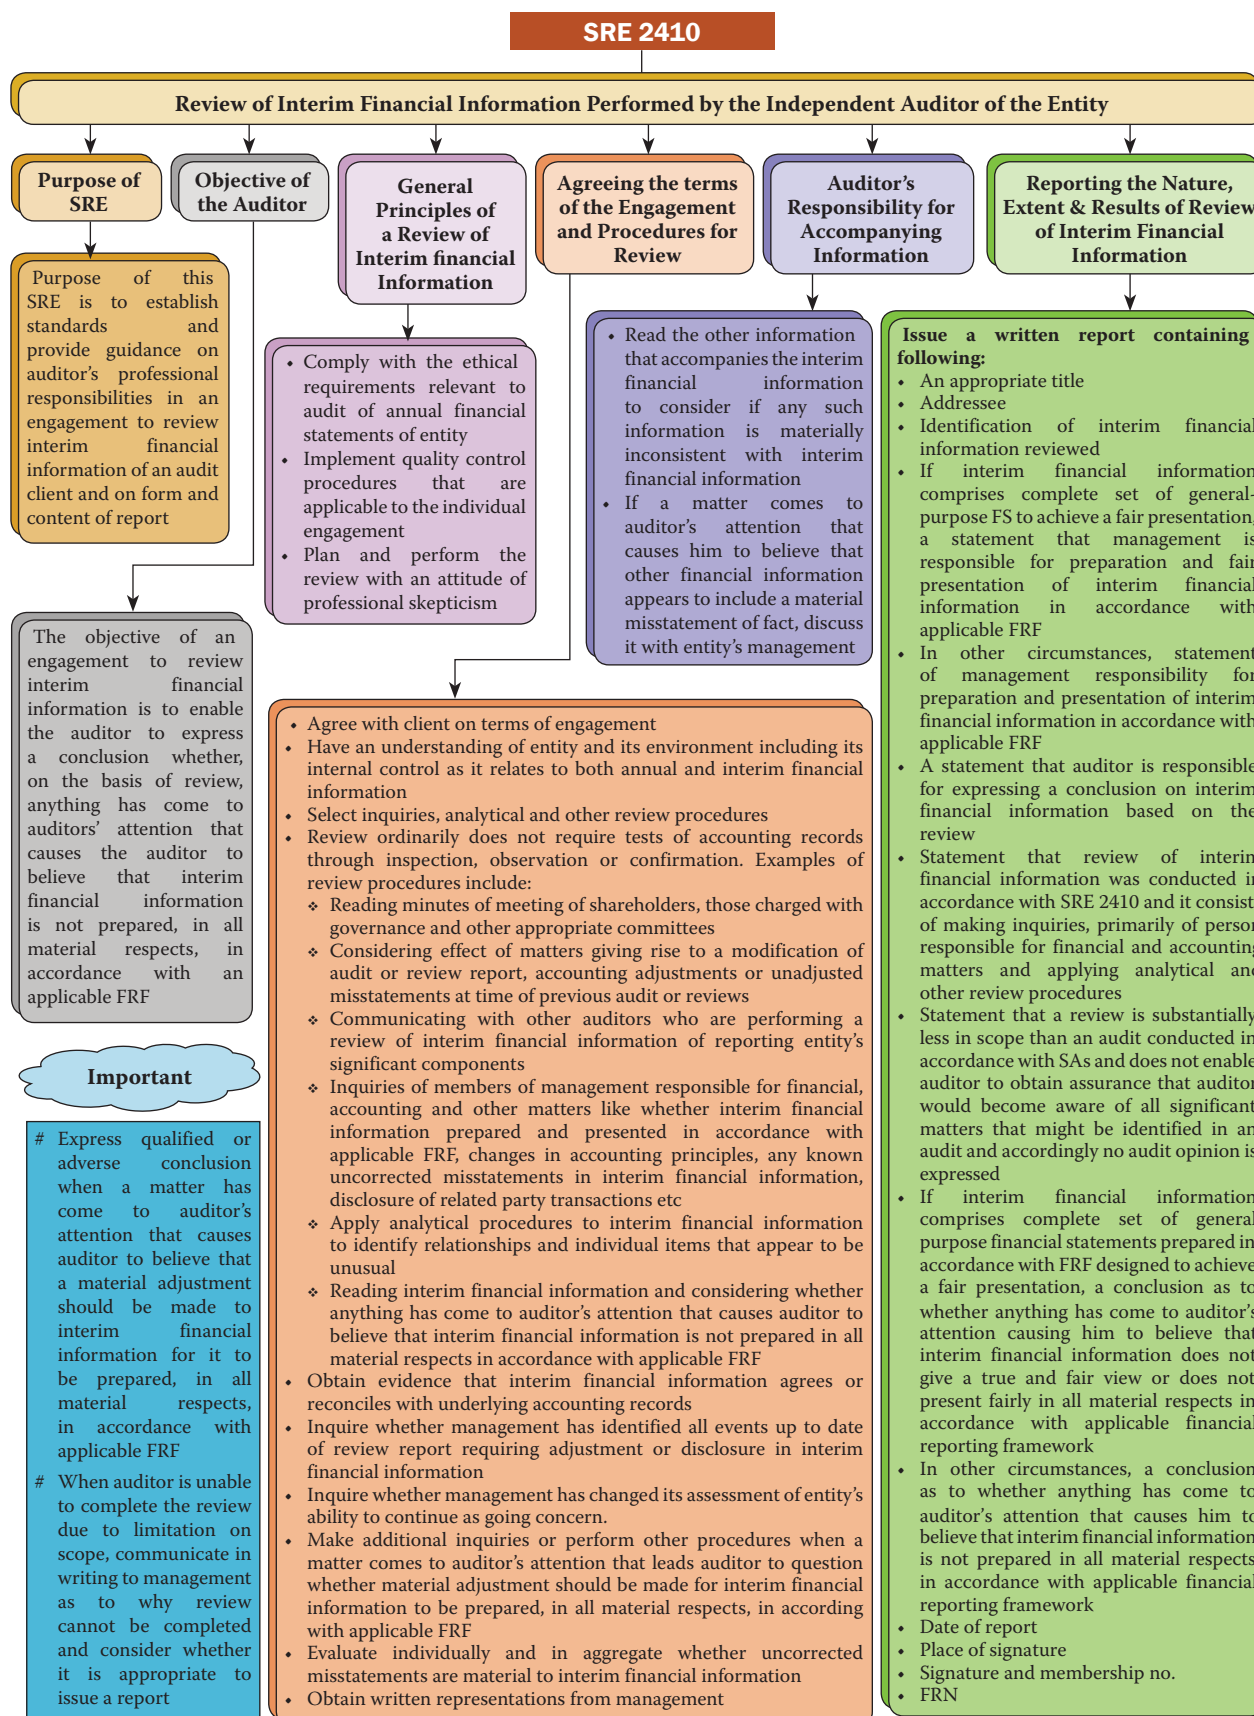 SRE 2410
Review of Interim Financial Information Performed by the Independent Auditor of the Entity
Purpose of
SRE
Objective of
the Auditor
General
Principles of
a Review of
Interim financial
Information
Agreeing the terms
of the Engagement
and Procedures for
Review
Auditor's
Responsibility for
Accompanying
Information
Reporting the Nature,
Extent & Results of Review
of Interim Financial
Information
Purpose of this
SRE is to establish
standards and
provide guidance on
auditor's professional
responsibilities in an
engagement to review
interim financial
information of an audit
client and on form and
content of report
The objective of an
engagement to review
interim financial
information is to enable
the auditor to express
a conclusion whether,
on the basis of review,
anything has come to
auditors' attention that
causes the auditor to
believe that interim
financial information
is not prepared, in all
material respects, in
accordance with an
applicable FRF
Important
# Express qualified or
adverse conclusion
when a matter has
come to auditor's
attention that causes
auditor to believe that
a material adjustment
should be made to
interim financial
information for it to
be prepared, in all
material respects,
in accordance with
applicable FRF
# When auditor is unable
to complete the review
due to limitation on
scope, communicate in
writing to management
as to why review
cannot be completed
and consider whether
it is appropriate to
issue a report
• Comply with the ethical
requirements relevant to
audit of annual financial
statements of entity
• Implement quality control
procedures that are
applicable to the individual
engagement
• Plan and perform the
review with an attitude of
professional skepticism
• Agree with client on terms of engagement
• Have an understanding of entity and its environment including its
internal control as it relates to both annual and interim financial
information
• Select inquiries, analytical and other review procedures
• Review ordinarily does not require tests of accounting records
through inspection, observation or confirmation. Examples of
review procedures include:
❖ Reading minutes of meeting of shareholders, those charged with
governance and other appropriate committees
❖ Considering effect of matters giving rise to a modification of
audit or review report, accounting adjustments or unadjusted
misstatements at time of previous audit or reviews
❖ Communicating with other auditors who are performing a
review of interim financial information of reporting entity's
significant components
❖ Inquiries of members of management responsible for financial,
accounting and other matters like whether interim financial
information prepared and presented in accordance with
applicable FRF, changes in accounting principles, any known
uncorrected misstatements in interim financial information,
disclosure of related party transactions etc
❖ Apply analytical procedures to interim financial information
to identify relationships and individual items that appear to be
unusual
❖ Reading interim financial information and considering whether
anything has come to auditor's attention that causes auditor to
believe that interim financial information is not prepared in all
material respects in accordance with applicable FRF
• Obtain evidence that interim financial information agrees or
reconciles with underlying accounting records
• Inquire whether management has identified all events up to date
of review report requiring adjustment or disclosure in interim
financial information
• Inquire whether management has changed its assessment of entity's
ability to continue as going concern.
• Make additional inquiries or perform other procedures when a
matter comes to auditor's attention that leads auditor to question
whether material adjustment should be made for interim financial
information to be prepared, in all material respects, in according
with applicable FRF
• Evaluate individually and in aggregate whether uncorrected
misstatements are material to interim financial information
• Obtain written representations from management
• Read the other information
that accompanies the interim
financial information
to consider if any such
information is materially
inconsistent with interim
financial information
• If a matter comes to
auditor's attention that
causes him to believe that
other financial information
appears to include a material
misstatement of fact, discuss
it with entity's management
Issue a written report containing
following:
• An appropriate title
• Addressee
• Identification of interim financial
information reviewed
• If interim financial information
comprises complete set of general-
purpose FS to achieve a fair presentation,
a statement that management is
responsible for preparation and fair
presentation of interim financial
information in accordance with
applicable FRF
• In other circumstances, statement
of management responsibility for
preparation and presentation of interim
financial information in accordance with
applicable FRF
• A statement that auditor is responsible
for expressing a conclusion on interim
financial information based on the
review
• Statement that review of interim
financial information was conducted in
accordance with SRE 2410 and it consist
of making inquiries, primarily of person
responsible for financial and accounting
matters and applying analytical and
other review procedures
• Statement that a review is substantially
less in scope than an audit conducted in
accordance with SAs and does not enable
auditor to obtain assurance that auditor
would become aware of all significant
matters that might be identified in an
audit and accordingly no audit opinion is
expressed
• If interim financial information
comprises complete set of general
purpose financial statements prepared in
accordance with FRF designed to achieve
a fair presentation, a conclusion as to
whether anything has come to auditor's
attention causing him to believe that
interim financial information does not
give a true and fair view or does not
present fairly in all material respects in
accordance with applicable financial
reporting framework
• In other circumstances, a conclusion
as to whether anything has come to
auditor's attention that causes him to
believe that interim financial information
is not prepared in all material respects
in accordance with applicable financial
reporting framework
• Date of report
• Place of signature
• Signature and membership no.
• FRN